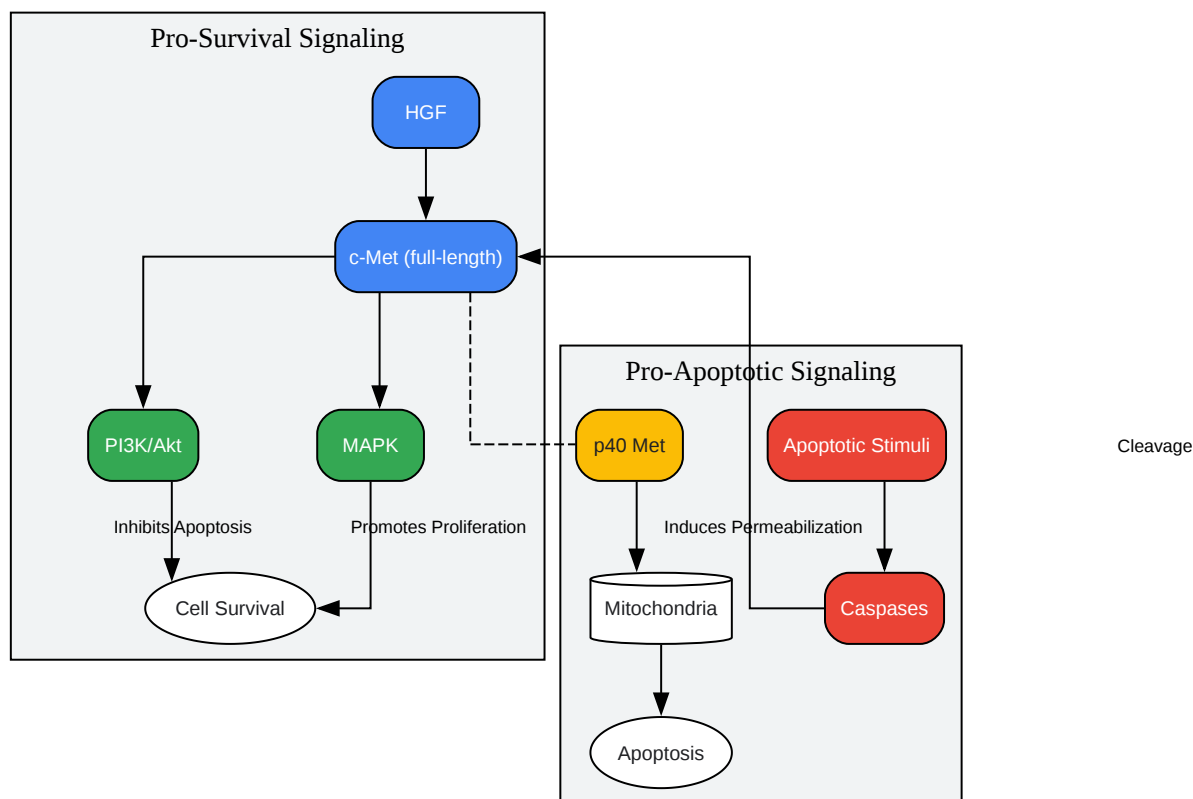 Pro-Survival Signaling
HGF
c-Met (full-length)
Pro-Apoptotic Signaling
PI3K/Akt
MAPK
p40 Met
Apoptotic Stimuli
Cleavage
Inhibits Apoptosis
Promotes Proliferation
Induces Permeabilization
Cell Survival
Mitochondria
Caspases
Apoptosis